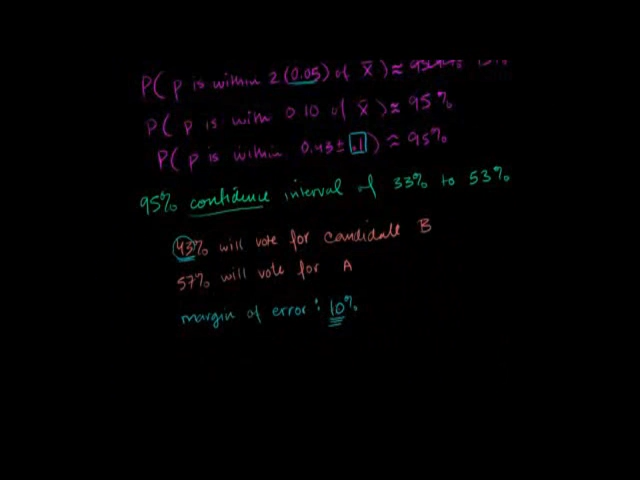 P( p is within 2 (0.05) of x̄ ) ≈
P( p is with 0.10 of x̄ ) ≈ 95%
P( p is within 0.43 ± .1 ) ≈ 95%
95% confidence interval of 33% to 53%
43% will vote for candidate B
57% will vote for A
margin of error : 10%